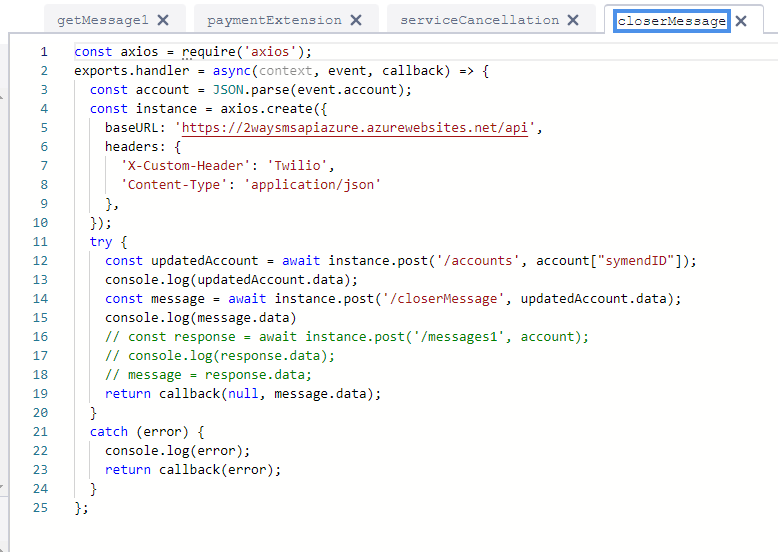 getMessage1 × paymentExtension × serviceCancellation × closerMessage ×
1 const axios = require('axios');
2 exports.handler = async(context, event, callback) => {
3 const account = JSON.parse(event.account);
4 const instance = axios.create({
5 baseURL: 'https://2waysmsapiazure.azurewebsites.net/api',
6 headers: {
7 'X-Custom-Header': 'Twilio',
8 'Content-Type': 'application/json'
9 },
10 });
11 try {
12 const updatedAccount = await instance.post('/accounts', account["symendID"]);
13 console.log(updatedAccount.data);
14 const message = await instance.post('/closerMessage', updatedAccount.data);
15 console.log(message.data)
16 // const response = await instance.post('/messages1', account);
17 // console.log(response.data);
18 // message = response.data;
19 return callback(null, message.data);
20 }
21 catch (error) {
22 console.log(error);
23 return callback(error);
24 }
25 };